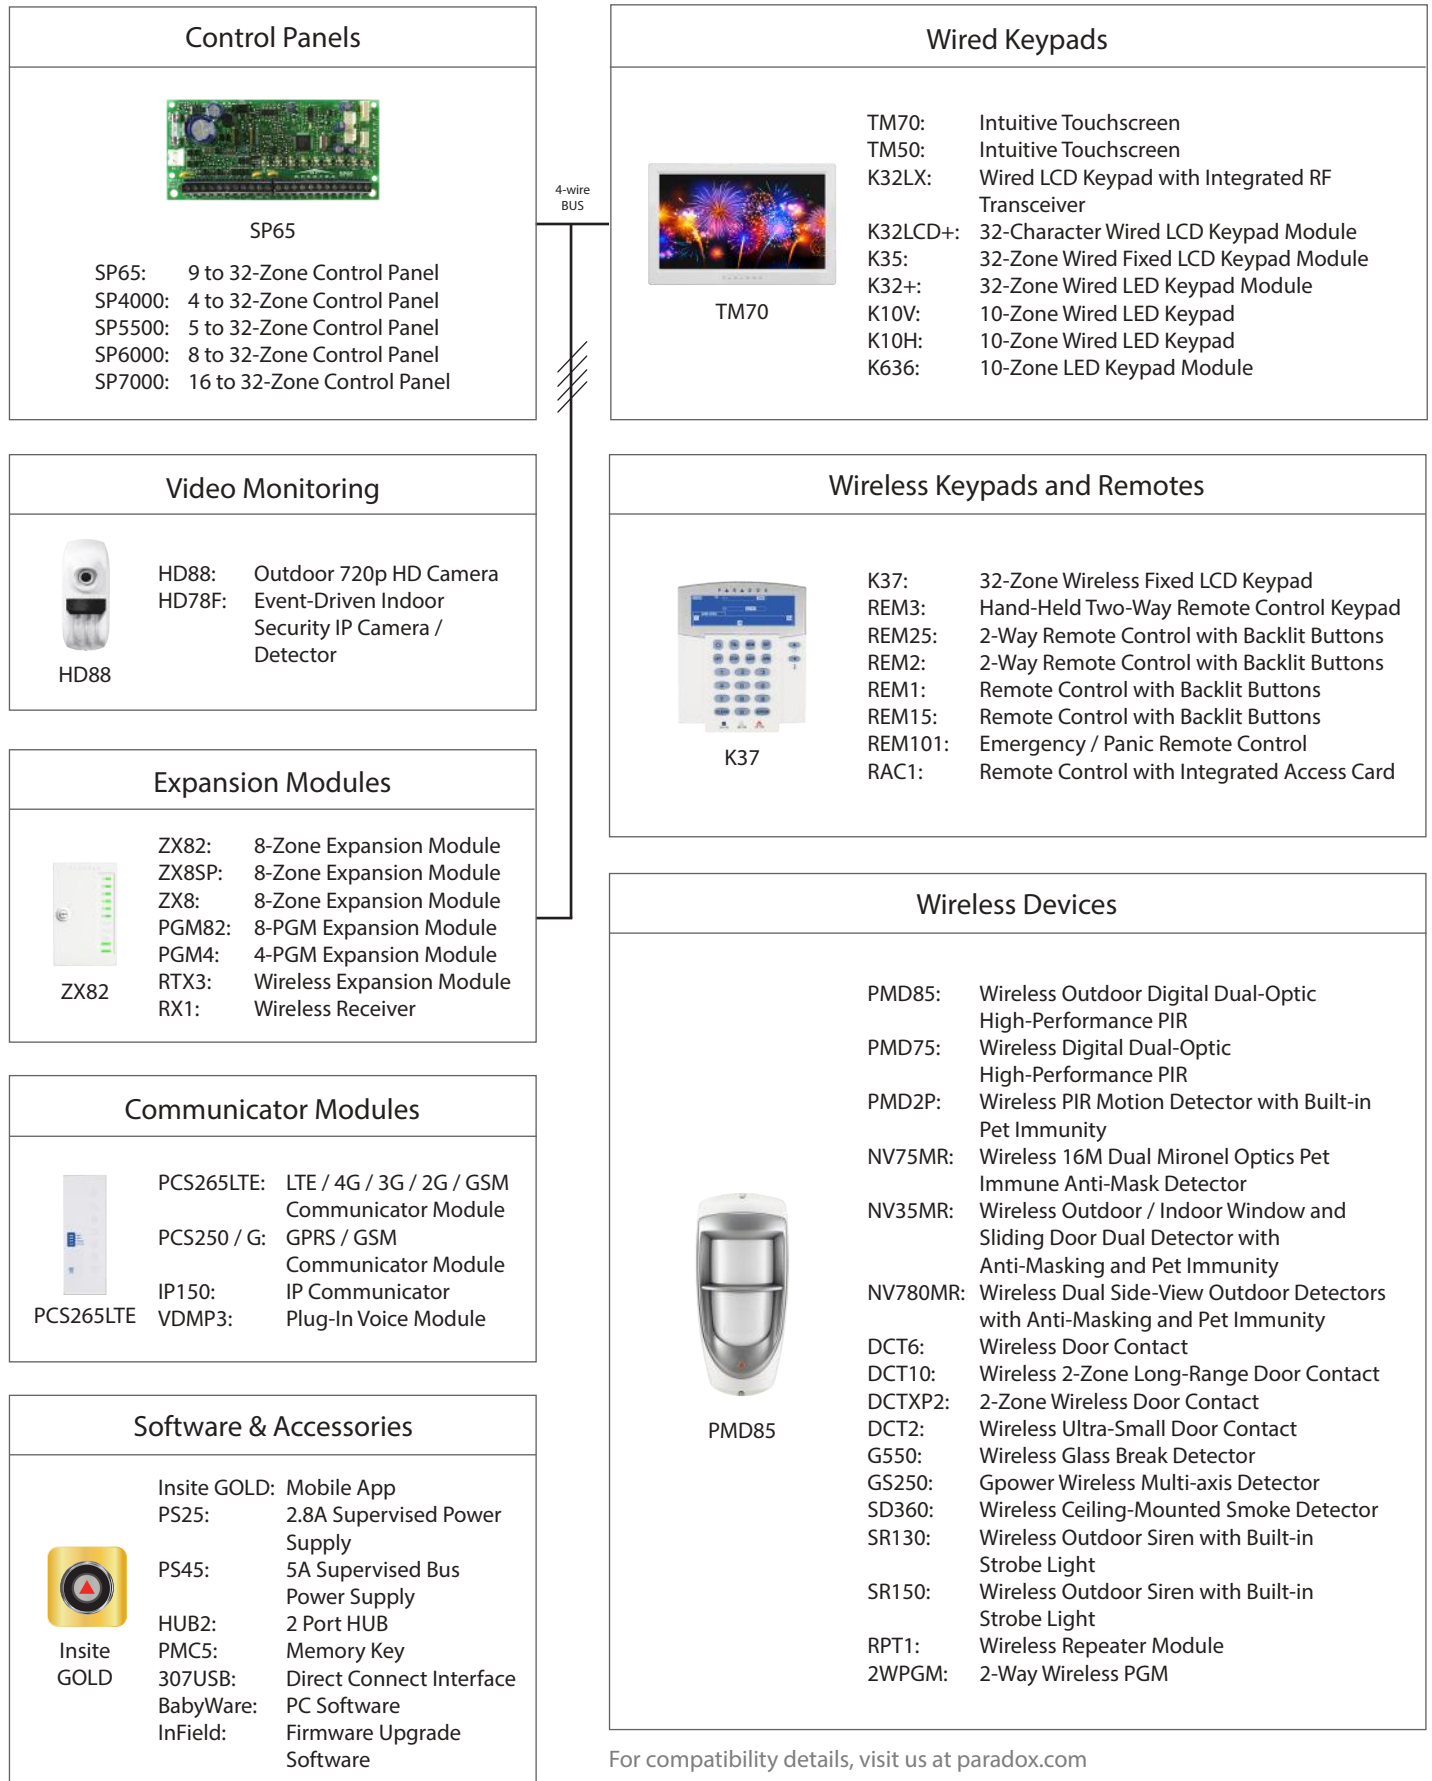 Control Panels
SP65
SP65: 9 to 32-Zone Control Panel
SP4000: 4 to 32-Zone Control Panel
SP5500: 5 to 32-Zone Control Panel
SP6000: 8 to 32-Zone Control Panel
SP7000: 16 to 32-Zone Control Panel
4-wire
BUS
Wired Keypads
TM70
TM70: Intuitive Touchscreen
TM50: Intuitive Touchscreen
K32LX: Wired LCD Keypad with Integrated RF
Transceiver
K32LCD+: 32-Character Wired LCD Keypad Module
K35: 32-Zone Wired Fixed LCD Keypad Module
K32+: 32-Zone Wired LED Keypad Module
K10V: 10-Zone Wired LED Keypad
K10H: 10-Zone Wired LED Keypad
K636: 10-Zone LED Keypad Module
Video Monitoring
HD88
HD88: Outdoor 720p HD Camera
HD78F: Event-Driven Indoor
Security IP Camera /
Detector
Wireless Keypads and Remotes
PARADOX
K37
K37: 32-Zone Wireless Fixed LCD Keypad
REM3: Hand-Held Two-Way Remote Control Keypad
REM25: 2-Way Remote Control with Backlit Buttons
REM2: 2-Way Remote Control with Backlit Buttons
REM1: Remote Control with Backlit Buttons
REM15: Remote Control with Backlit Buttons
REM101: Emergency / Panic Remote Control
RAC1: Remote Control with Integrated Access Card
Expansion Modules
ZX82
ZX82: 8-Zone Expansion Module
ZX8SP: 8-Zone Expansion Module
ZX8: 8-Zone Expansion Module
PGM82: 8-PGM Expansion Module
PGM4: 4-PGM Expansion Module
RTX3: Wireless Expansion Module
RX1: Wireless Receiver
Wireless Devices
PMD85
PMD85: Wireless Outdoor Digital Dual-Optic
High-Performance PIR
PMD75: Wireless Digital Dual-Optic
High-Performance PIR
PMD2P: Wireless PIR Motion Detector with Built-in
Pet Immunity
NV75MR: Wireless 16M Dual Mironel Optics Pet
Immune Anti-Mask Detector
NV35MR: Wireless Outdoor / Indoor Window and
Sliding Door Dual Detector with
Anti-Masking and Pet Immunity
NV780MR: Wireless Dual Side-View Outdoor Detectors
with Anti-Masking and Pet Immunity
DCT6: Wireless Door Contact
DCT10: Wireless 2-Zone Long-Range Door Contact
DCTXP2: 2-Zone Wireless Door Contact
DCT2: Wireless Ultra-Small Door Contact
G550: Wireless Glass Break Detector
GS250: Gpower Wireless Multi-axis Detector
SD360: Wireless Ceiling-Mounted Smoke Detector
SR130: Wireless Outdoor Siren with Built-in
Strobe Light
SR150: Wireless Outdoor Siren with Built-in
Strobe Light
RPT1: Wireless Repeater Module
2WPGM: 2-Way Wireless PGM
Communicator Modules
PCS265LTE
PCS265LTE: LTE / 4G / 3G / 2G / GSM
Communicator Module
PCS250 / G: GPRS / GSM
Communicator Module
IP150: IP Communicator
VDMP3: Plug-In Voice Module
Software & Accessories
Insite
GOLD
Insite GOLD: Mobile App
PS25: 2.8A Supervised Power
Supply
PS45: 5A Supervised Bus
Power Supply
HUB2: 2 Port HUB
PMC5: Memory Key
307USB: Direct Connect Interface
BabyWare: PC Software
InField: Firmware Upgrade
Software
For compatibility details, visit us at paradox.com